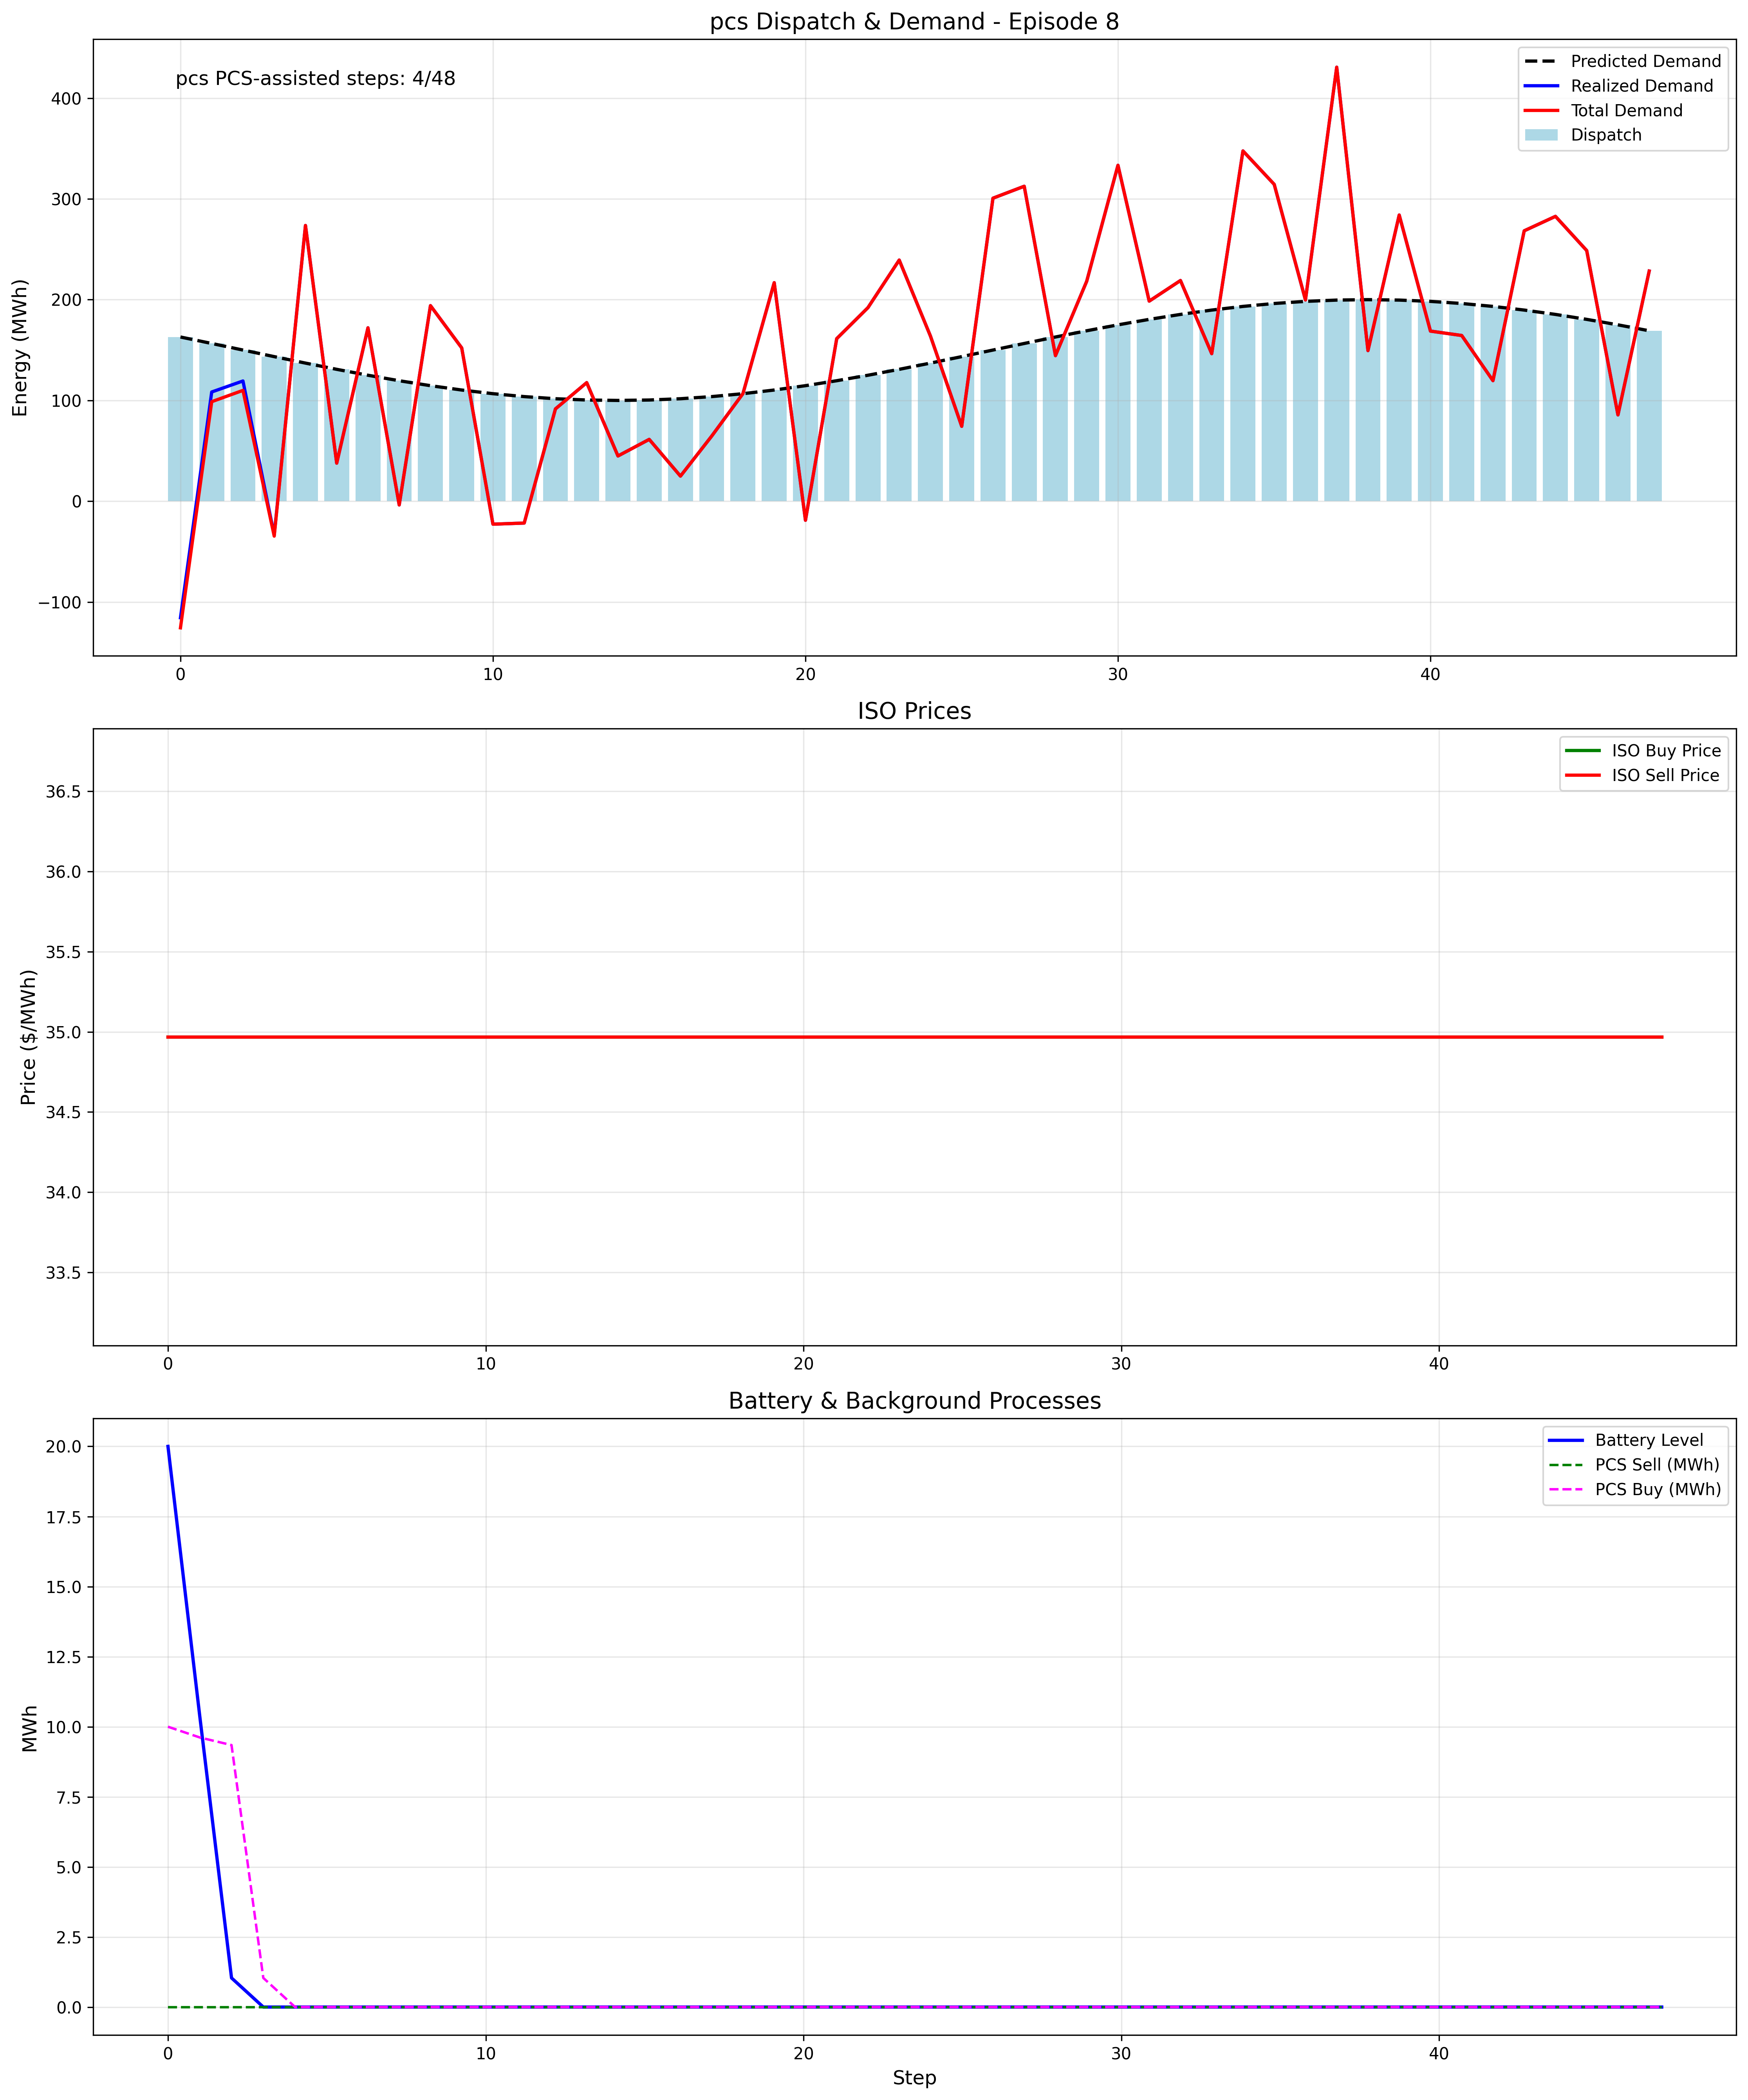 pcs Dispatch & Demand - Episode 8
pcs PCS-assisted steps: 4/48
Predicted Demand
Realized Demand
Total Demand
Dispatch
Energy (MWh)
400
300
200
100
0
−100
0 10 20 30 40
ISO Prices
ISO Buy Price
ISO Sell Price
Price ($/MWh)
36.5
36.0
35.5
35.0
34.5
34.0
33.5
0 10 20 30 40
Battery & Background Processes
Battery Level
PCS Sell (MWh)
PCS Buy (MWh)
MWh
20.0
17.5
15.0
12.5
10.0
7.5
5.0
2.5
0.0
0 10 20 30 40
Step